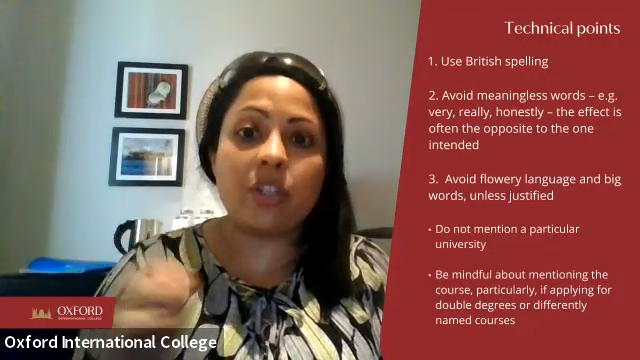 Technical points
1. Use British spelling
2. Avoid meaningless words – e.g.
very, really, honestly – the effect is
often the opposite to the one
intended
3. Avoid flowery language and big
words, unless justified
• Do not mention a particular
university
• Be mindful about mentioning the
course, particularly, if applying for
double degrees or differently
named courses
OXFORD
INTERNATIONAL COLLEGE
Oxford International College